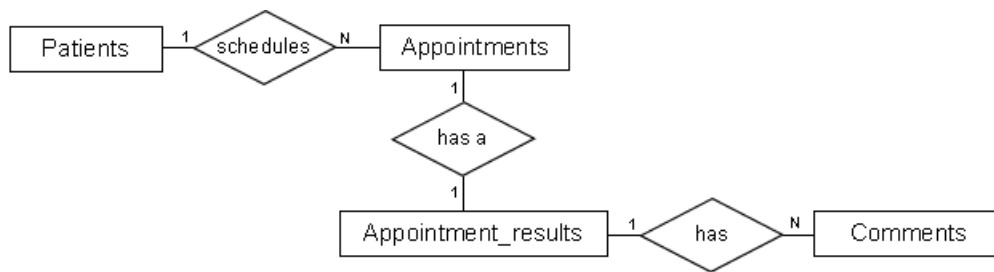 Patients 1 schedules N Appointments
1
has a
1
Appointment_results 1 has N Comments